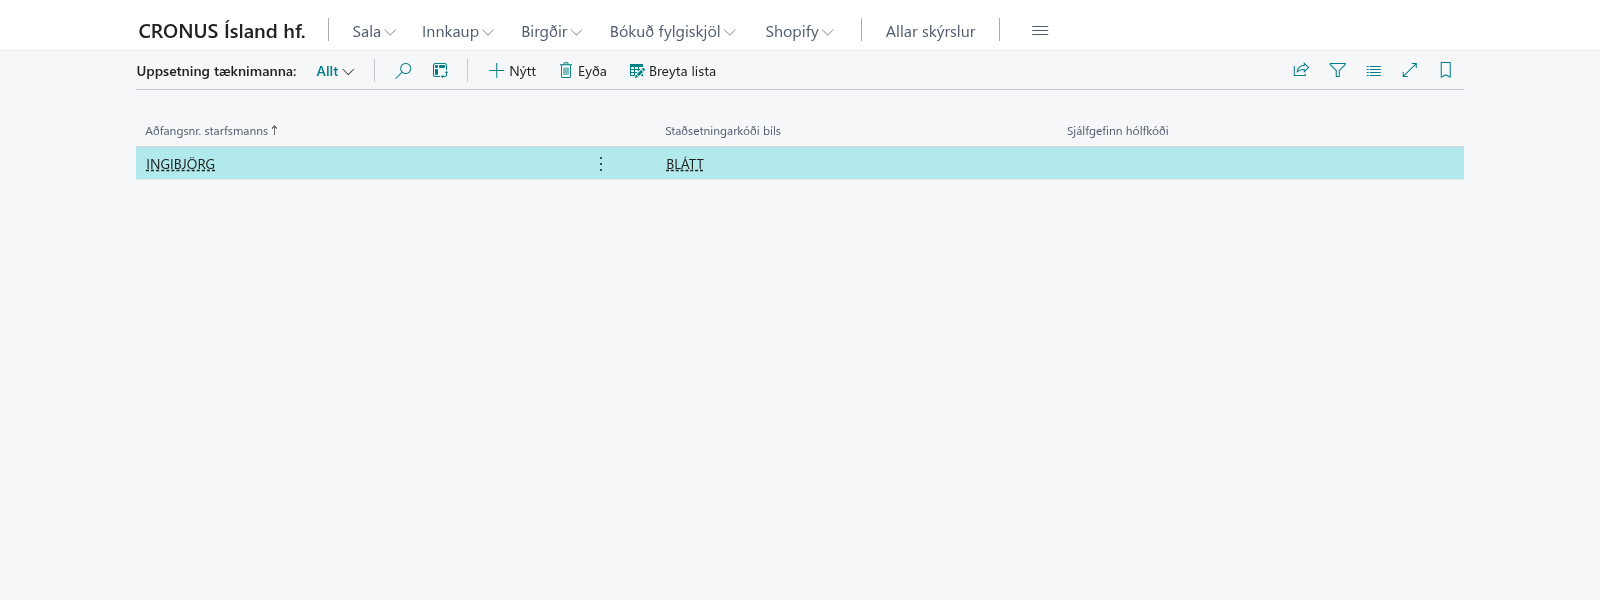 CRONUS Ísland hf. Sala Innkaup Birgðir Bókuð fylgiskjöl Shopify Allar skýrslur
Uppsetning tæknimanna: Allt Nýtt Eyða Breyta lista
Aðfangsnr. starfsmanns Staðsetningarkóði bíls Sjálfgefinn hólfkóði
INGIBJÖRG BLÁTT